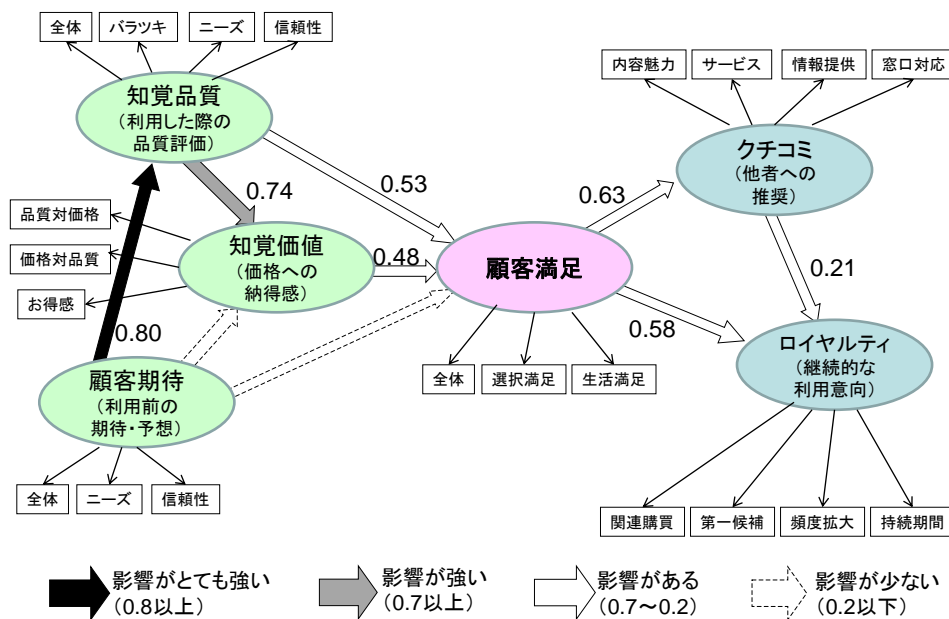 全体
バラツキ
ニーズ
信頼性
知覚品質
(利用した際の
品質評価)
内容魅力
サービス
情報提供
窓口対応
クチコミ
(他者への
推奨)
0.74
0.53
0.63
品質対価格
価格対品質
お得感
知覚価値
(価格への
納得感)
0.48
顧客満足
0.21
0.80
0.58
顧客期待
(利用前の
期待・予想)
全体
選択満足
生活満足
ロイヤルティ
(継続的な
利用意向)
全体
ニーズ
信頼性
関連購買
第一候補
頻度拡大
持続期間
影響がとても強い
(0.8以上)
影響が強い
(0.7以上)
影響がある
(0.7～0.2)
影響が少ない
(0.2以下)